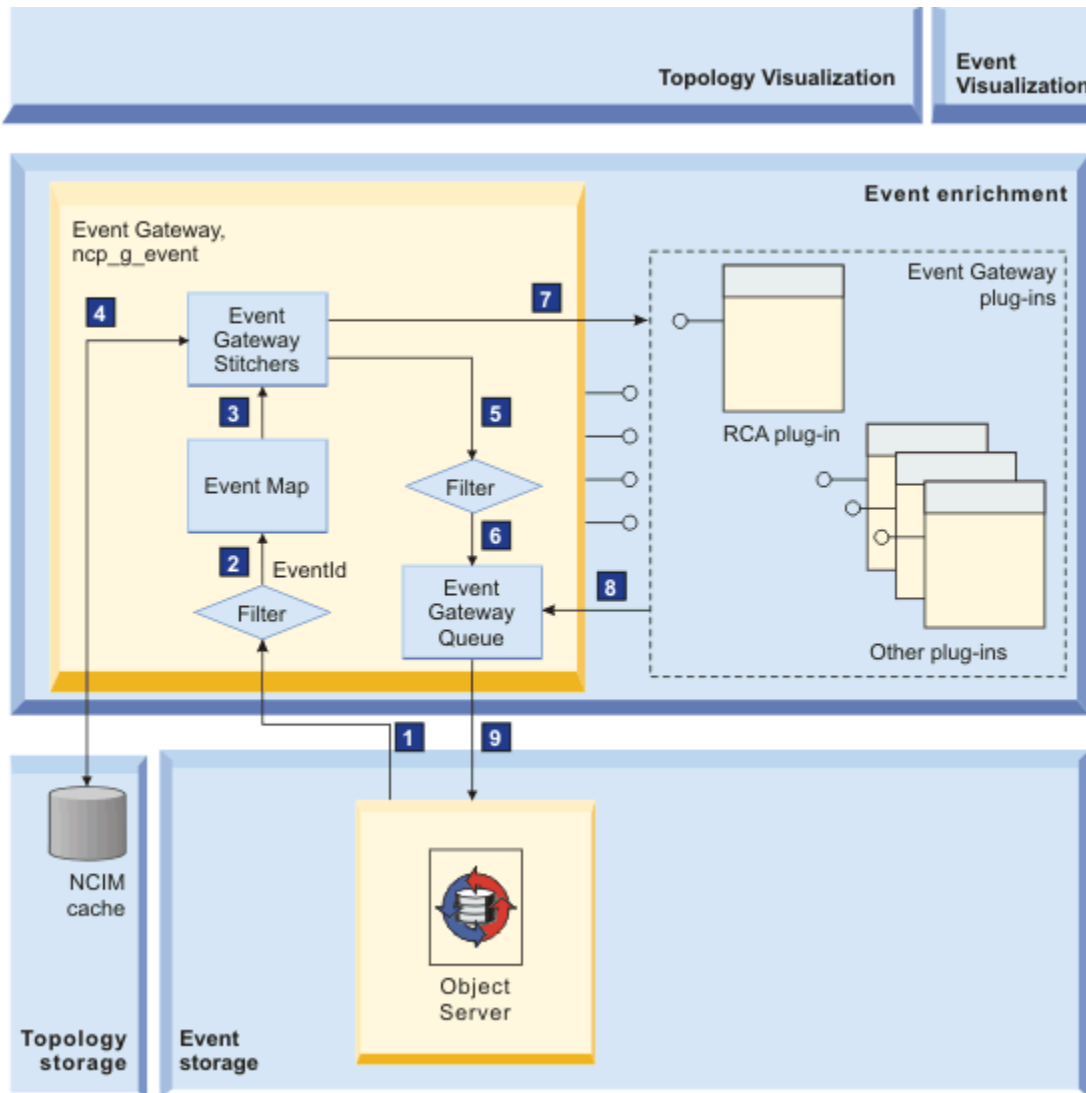 Topology Visualization
Event
Visualization
Event enrichment
Event Gateway,
ncp_g_event
Event Gateway
plug-ins
4
Event
Gateway
Stitchers
7
3
5
RCA plug-in
Event Map
Filter
2
EventId
6
Filter
Event
Gateway
Queue
8
Other plug-ins
1
9
NCIM
cache
Object
Server
Topology
storage
Event
storage